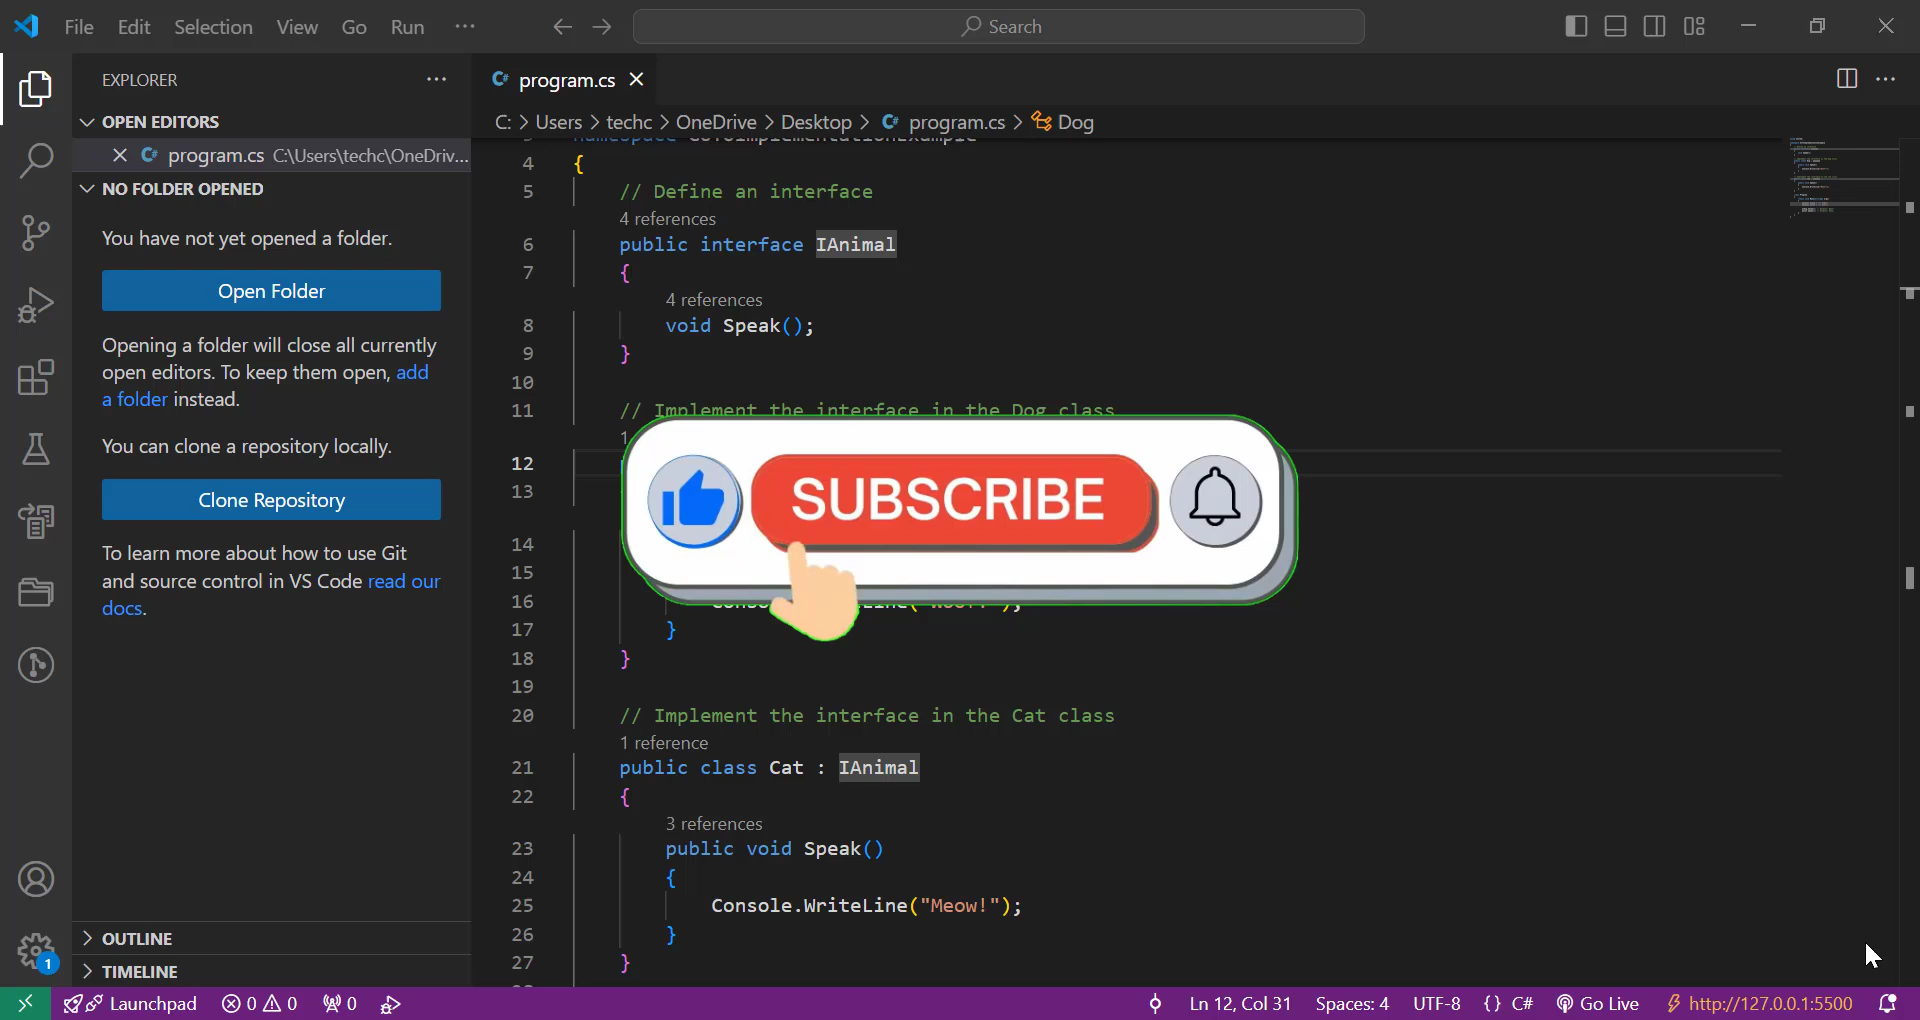 File Edit Selection View Go Run ···
Search
EXPLORER ···
program.cs
C: > Users > techc > OneDrive > Desktop > program.cs > Dog
OPEN EDITORS
program.cs C:\Users\techc\OneDriv...
NO FOLDER OPENED
You have not yet opened a folder.
Open Folder
Opening a folder will close all currently
open editors. To keep them open, add
a folder instead.
You can clone a repository locally.
Clone Repository
To learn more about how to use Git
and source control in VS Code read our
docs.
OUTLINE
TIMELINE
4 {
5 // Define an interface
4 references
6 public interface IAnimal
7 {
4 references
8 void Speak();
9 }
10
11 // Implement the interface in the Dog class
1
12
13
SUBSCRIBE
14
15
16
17 }
18 }
19
20 // Implement the interface in the Cat class
1 reference
21 public class Cat : IAnimal
22 {
3 references
23 public void Speak()
24 {
25 Console.WriteLine("Meow!");
26 }
27 }
1
Launchpad 0 0 0
Ln 12, Col 31 Spaces: 4 UTF-8 {} C# Go Live http://127.0.0.1:5500